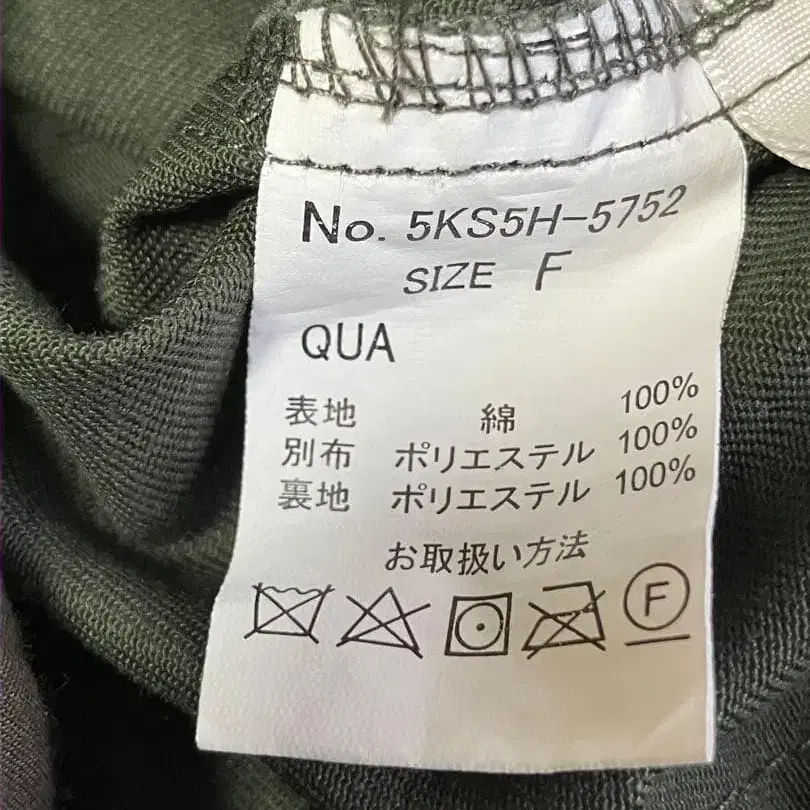 No. 5KS5H-5752
SIZE F
QUA
表地 綿 100%
別布 ポリエステル 100%
裏地 ポリエステル 100%
お取扱い方法
F